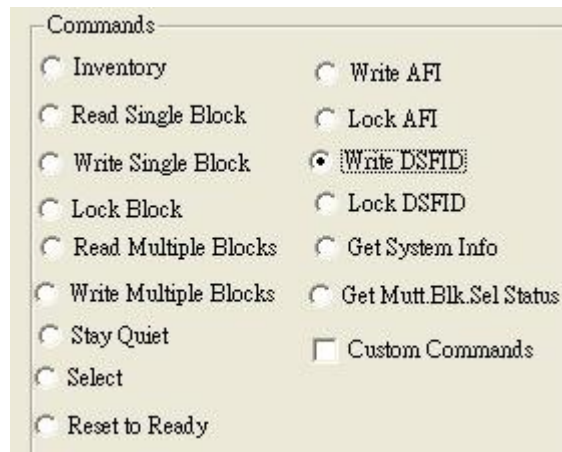 Commands
Inventory
Read Single Block
Write Single Block
Lock Block
Read Multiple Blocks
Write Multiple Blocks
Stay Quiet
Select
Reset to Ready
Write AFI
Lock AFI
Write DSFID
Lock DSFID
Get System Info
Get Mutt.Blk.Sel Status
Custom Commands